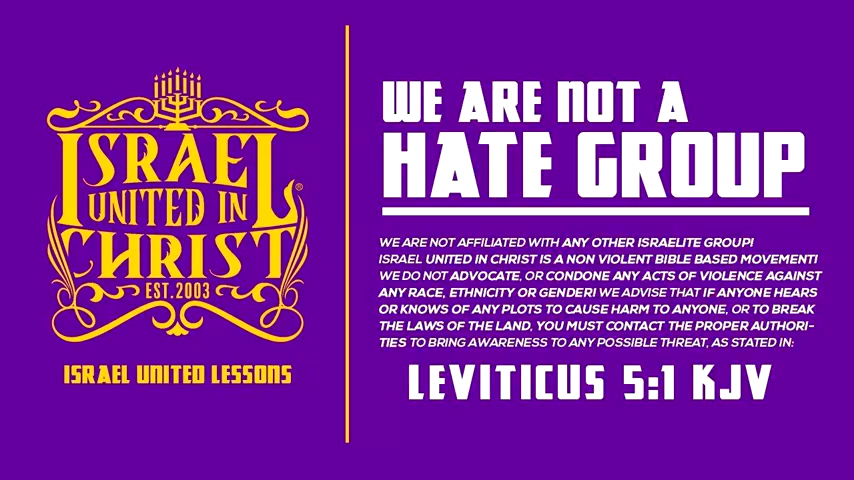 ISRAEL
UNITED IN
CHRIST
EST.2003
ISRAEL UNITED LESSONS
WE ARE NOT A
HATE GROUP
WE ARE NOT AFFILIATED WITH ANY OTHER ISRAELITE GROUP!
ISRAEL UNITED IN CHRIST IS A NON VIOLENT BIBLE BASED MOVEMENT!
WE DO NOT ADVOCATE, OR CONDONE ANY ACTS OF VIOLENCE AGAINST
ANY RACE, ETHNICITY OR GENDER! WE ADVISE THAT IF ANYONE HEARS
OR KNOWS OF ANY PLOTS TO CAUSE HARM TO ANYONE, OR TO BREAK
THE LAWS OF THE LAND, YOU MUST CONTACT THE PROPER AUTHORI-
TIES TO BRING AWARENESS TO ANY POSSIBLE THREAT, AS STATED IN:
LEVITICUS 5:1 KJV